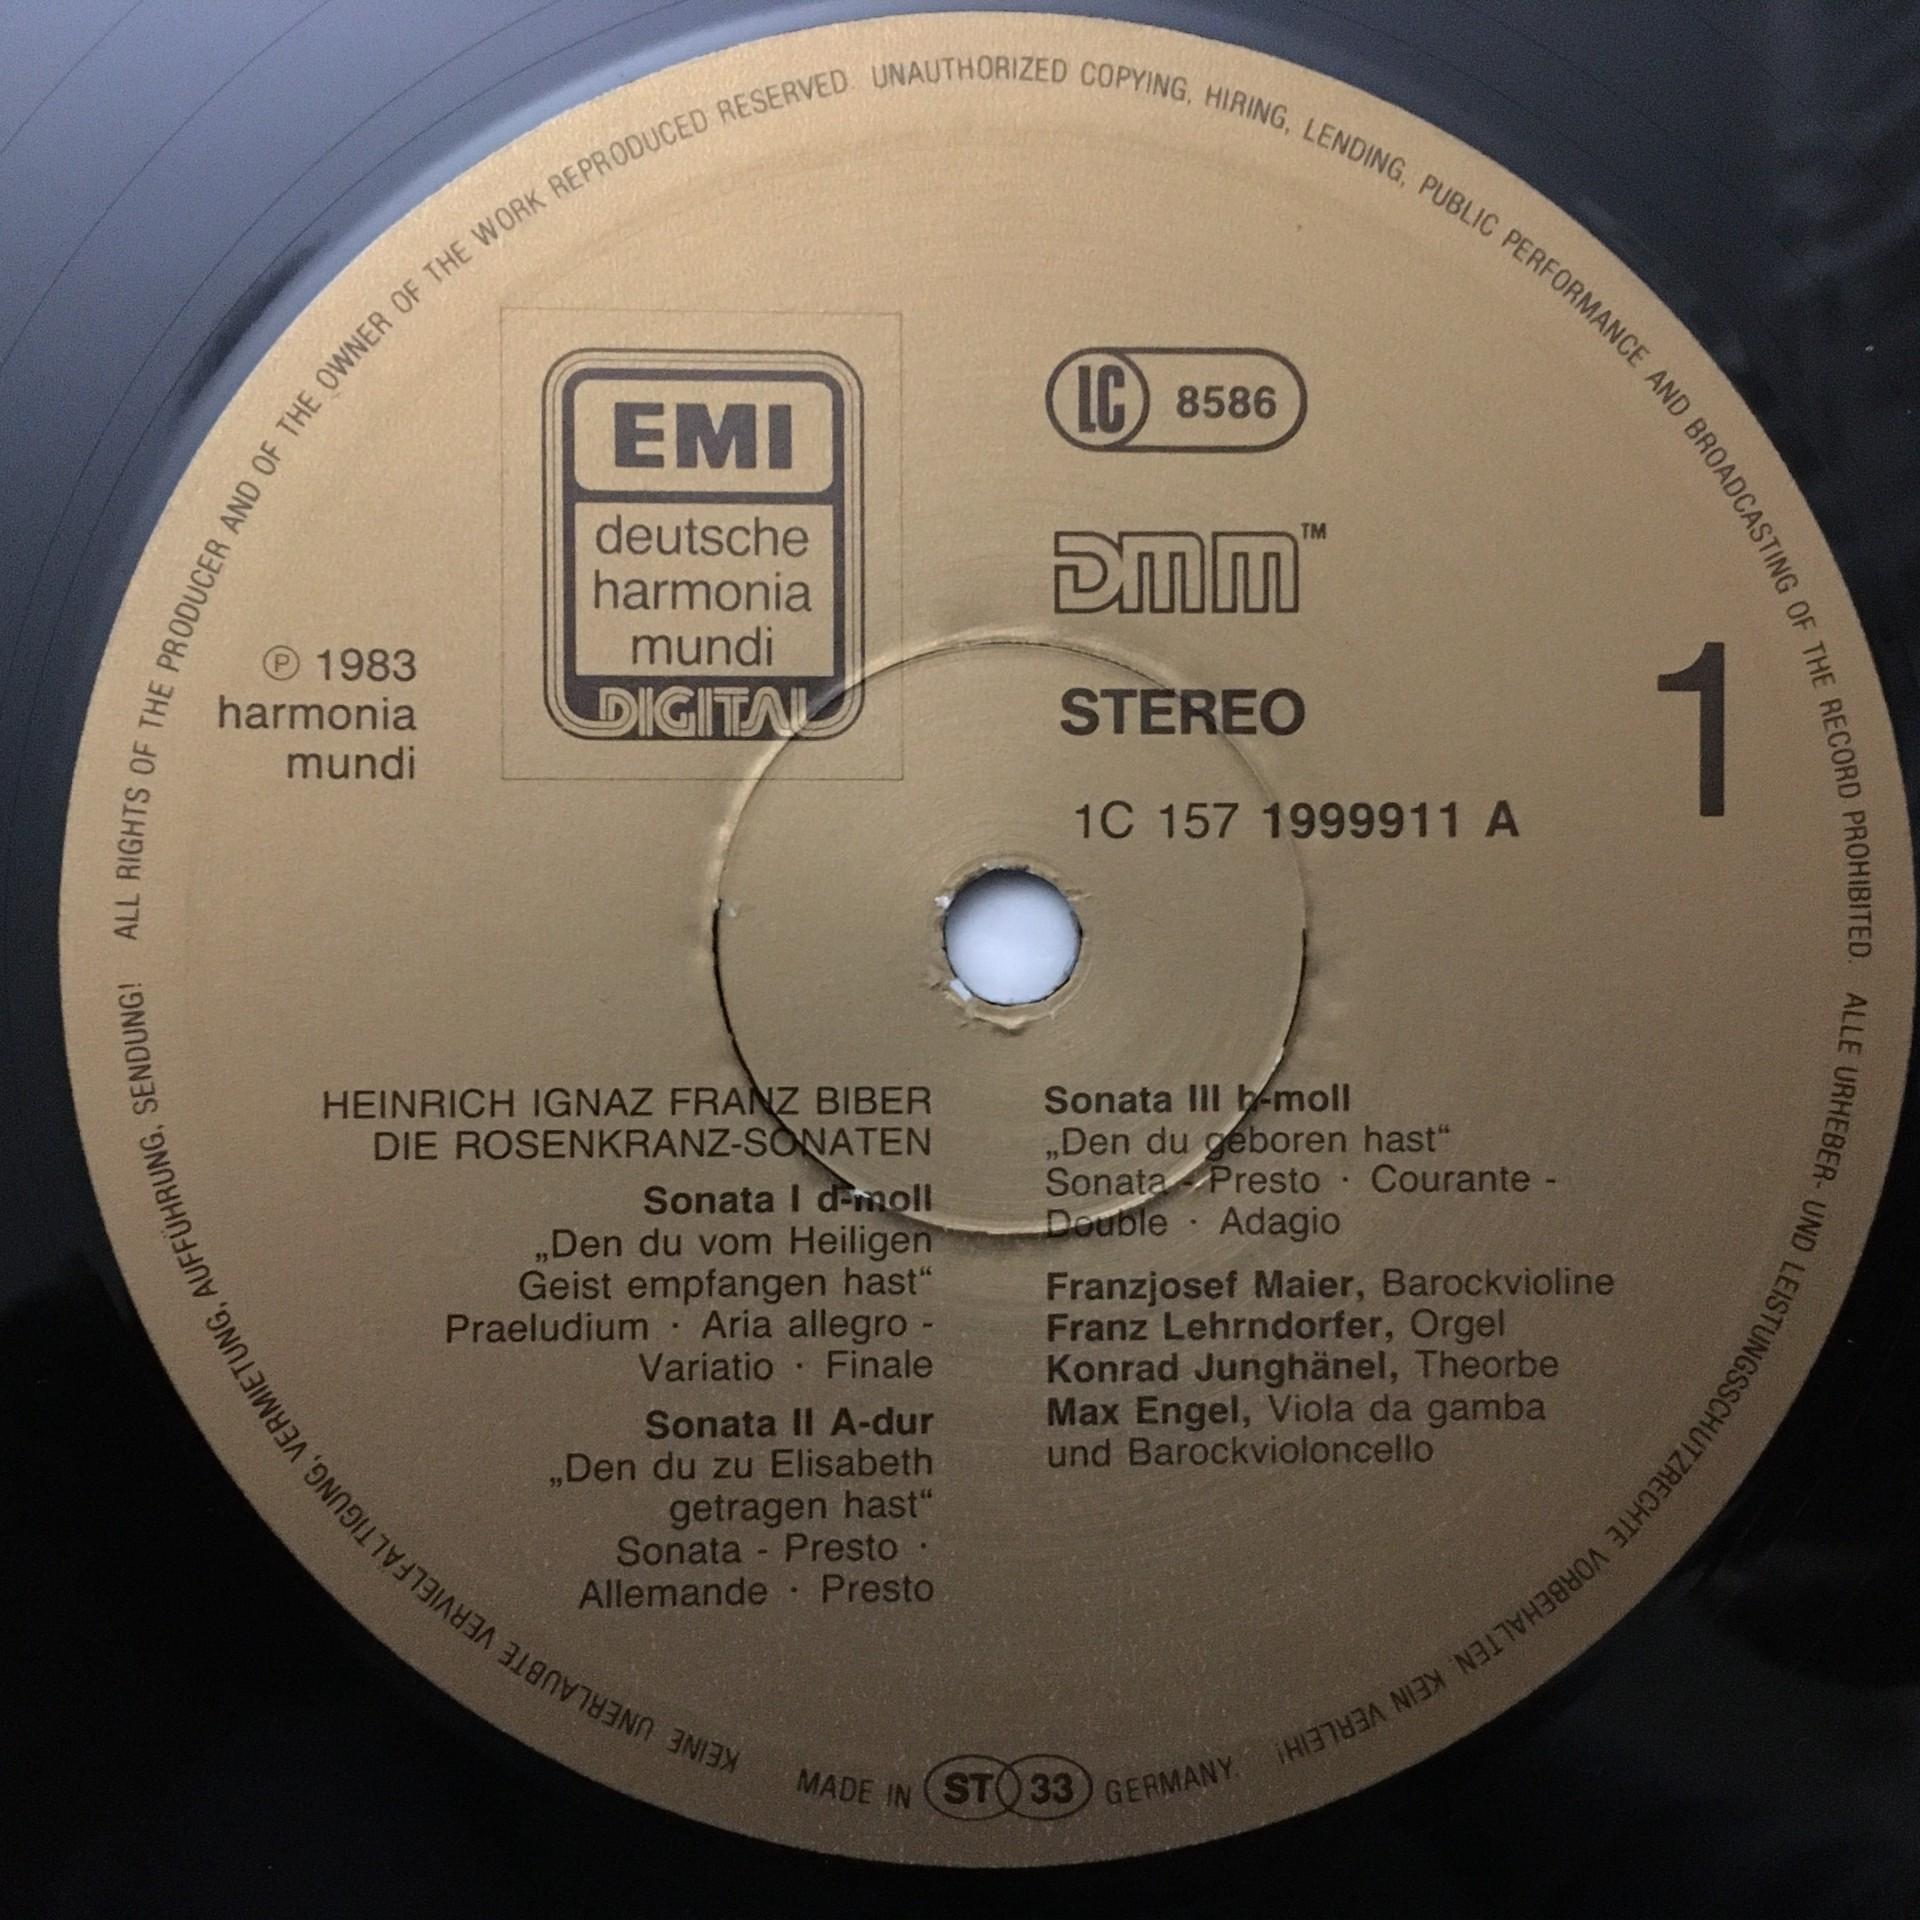 ALL RIGHTS OF THE PRODUCER AND OF THE OWNER OF THE WORK REPRODUCED RESERVED. UNAUTHORIZED COPYING, HIRING, LENDING, PUBLIC PERFORMANCE AND BROADCASTING OF THE RECORD PROHIBITED.
ALLE URHEBER- UND LEISTUNGSSCHUTZRECHTE VORBEHALTEN. KEIN VERLEIH!
KEINE UNERLAUBTE VERVIELFÄLTIGUNG, VERMIETUNG, AUFFÜHRUNG, SENDUNG!
EMI
deutsche
harmonia
mundi
DIGITAL
LC 8586
DMM™
STEREO
℗ 1983
harmonia
mundi
1
1C 157 1999911 A
HEINRICH IGNAZ FRANZ BIBER
DIE ROSENKRANZ-SONATEN
Sonata I d-moll
„Den du vom Heiligen
Geist empfangen hast“
Praeludium · Aria allegro -
Variatio · Finale
Sonata II A-dur
„Den du zu Elisabeth
getragen hast“
Sonata - Presto ·
Allemande · Presto
Sonata III h-moll
„Den du geboren hast“
Sonata - Presto · Courante -
Double · Adagio
Franzjosef Maier, Barockvioline
Franz Lehrndorfer, Orgel
Konrad Junghänel, Theorbe
Max Engel, Viola da gamba
und Barockvioloncello
MADE IN ST 33 GERMANY.